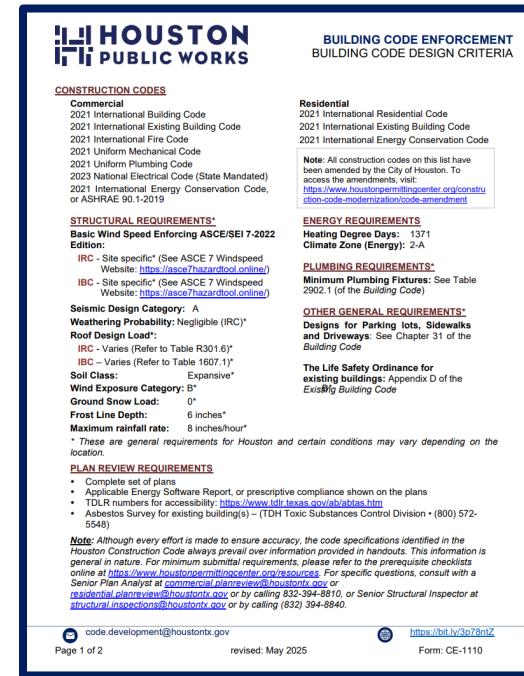 HOUSTON
PUBLIC WORKS
BUILDING CODE ENFORCEMENT
BUILDING CODE DESIGN CRITERIA
CONSTRUCTION CODES
Commercial
2021 International Building Code
2021 International Existing Building Code
2021 International Fire Code
2021 Uniform Mechanical Code
2021 Uniform Plumbing Code
2023 National Electrical Code (State Mandated)
2021 International Energy Conservation Code,
or ASHRAE 90.1-2019
Residential
2021 International Residential Code
2021 International Existing Building Code
2021 International Energy Conservation Code
Note: All construction codes on this list have
been amended by the City of Houston. To
access the amendments, visit:
https://www.houstonpermittingcenter.org/constru
ction-code-modernization/code-amendment
STRUCTURAL REQUIREMENTS*
Basic Wind Speed Enforcing ASCE/SEI 7-2022
Edition:
IRC - Site specific* (See ASCE 7 Windspeed
Website: https://asce7hazardtool.online/)
IBC - Site specific* (See ASCE 7 Windspeed
Website: https://asce7hazardtool.online/)
Seismic Design Category: A
Weathering Probability: Negligible (IRC)*
Roof Design Load*:
IRC - Varies (Refer to Table R301.6)*
IBC – Varies (Refer to Table 1607.1)*
Soil Class: Expansive*
Wind Exposure Category: B*
Ground Snow Load: 0*
Frost Line Depth: 6 inches*
Maximum rainfall rate: 8 inches/hour*
ENERGY REQUIREMENTS
Heating Degree Days: 1371
Climate Zone (Energy): 2-A
PLUMBING REQUIREMENTS*
Minimum Plumbing Fixtures: See Table
2902.1 (of the Building Code)
OTHER GENERAL REQUIREMENTS*
Designs for Parking lots, Sidewalks
and Driveways: See Chapter 31 of the
Building Code
The Life Safety Ordinance for
existing buildings: Appendix D of the
Existing Building Code
* These are general requirements for Houston and certain conditions may vary depending on the
location.
PLAN REVIEW REQUIREMENTS
• Complete set of plans
• Applicable Energy Software Report, or prescriptive compliance shown on the plans
• TDLR numbers for accessibility: https://www.tdlr.texas.gov/ab/abtas.htm
• Asbestos Survey for existing building(s) – (TDH Toxic Substances Control Division • (800) 572-
5548)
Note: Although every effort is made to ensure accuracy, the code specifications identified in the
Houston Construction Code always prevail over information provided in handouts. This information is
general in nature. For minimum submittal requirements, please refer to the prerequisite checklists
online at https://www.houstonpermittingcenter.org/resources. For specific questions, consult with a
Senior Plan Analyst at commercial.planreview@houstontx.gov or
residential.planreview@houstontx.gov or by calling 832-394-8810, or Senior Structural Inspector at
structural.inspections@houstontx.gov or by calling (832) 394-8840.
code.development@houstontx.gov
https://bit.ly/3p78ntZ
Page 1 of 2
revised: May 2025
Form: CE-1110